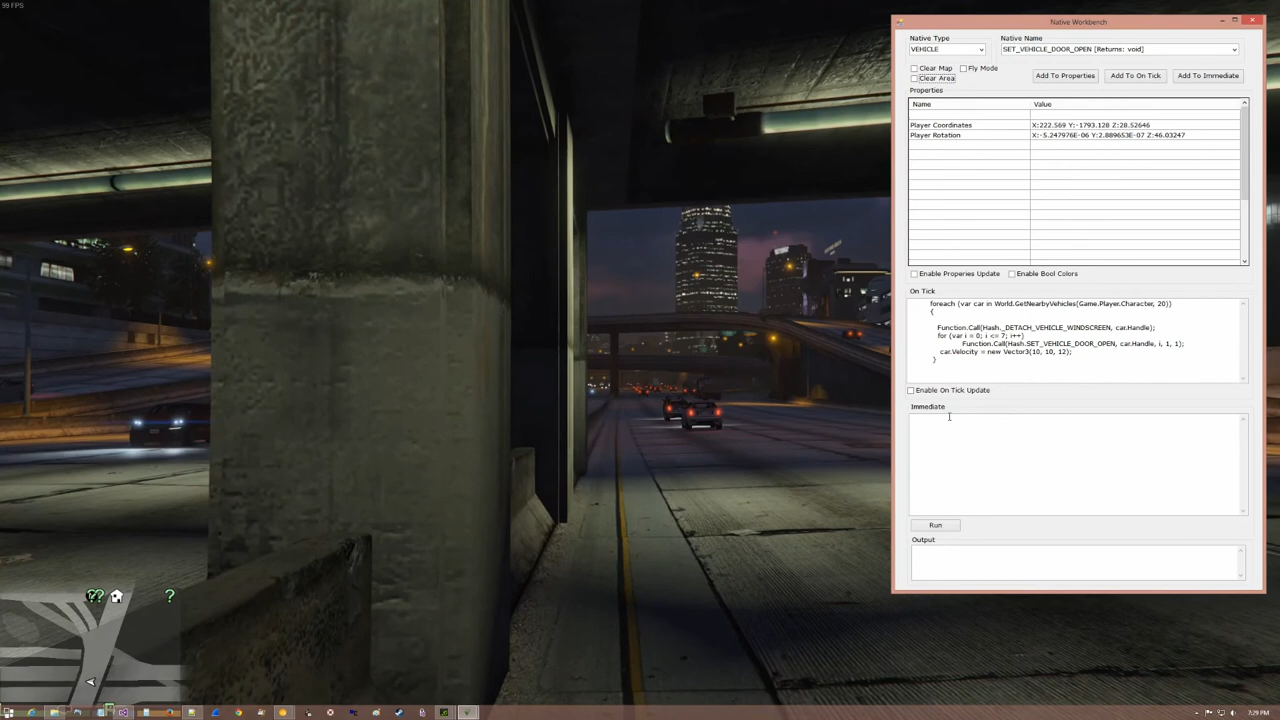 99 FPS
Native Workbench
Native Type
Native Name
VEHICLE
SET_VEHICLE_DOOR_OPEN [Returns: void]
Clear Map
Fly Mode
Clear Area
Add To Properties
Add To On Tick
Add To Immediate
Properties
Name
Value
Player Coordinates
X:222.569 Y:-1793.128 Z:28.52646
Player Rotation
X:-5.247976E-06 Y:2.889653E-07 Z:46.03247
Enable Properies Update
Enable Bool Colors
On Tick
foreach (var car in World.GetNearbyVehicles(Game.Player.Character, 20))
{
Function.Call(Hash._DETACH_VEHICLE_WINDSCREEN, car.Handle);
for (var i = 0; i <= 7; i++)
Function.Call(Hash.SET_VEHICLE_DOOR_OPEN, car.Handle, i, 1, 1);
car.Velocity = new Vector3(10, 10, 12);
}
Enable On Tick Update
Immediate
Run
Output
??
?
7:29 PM